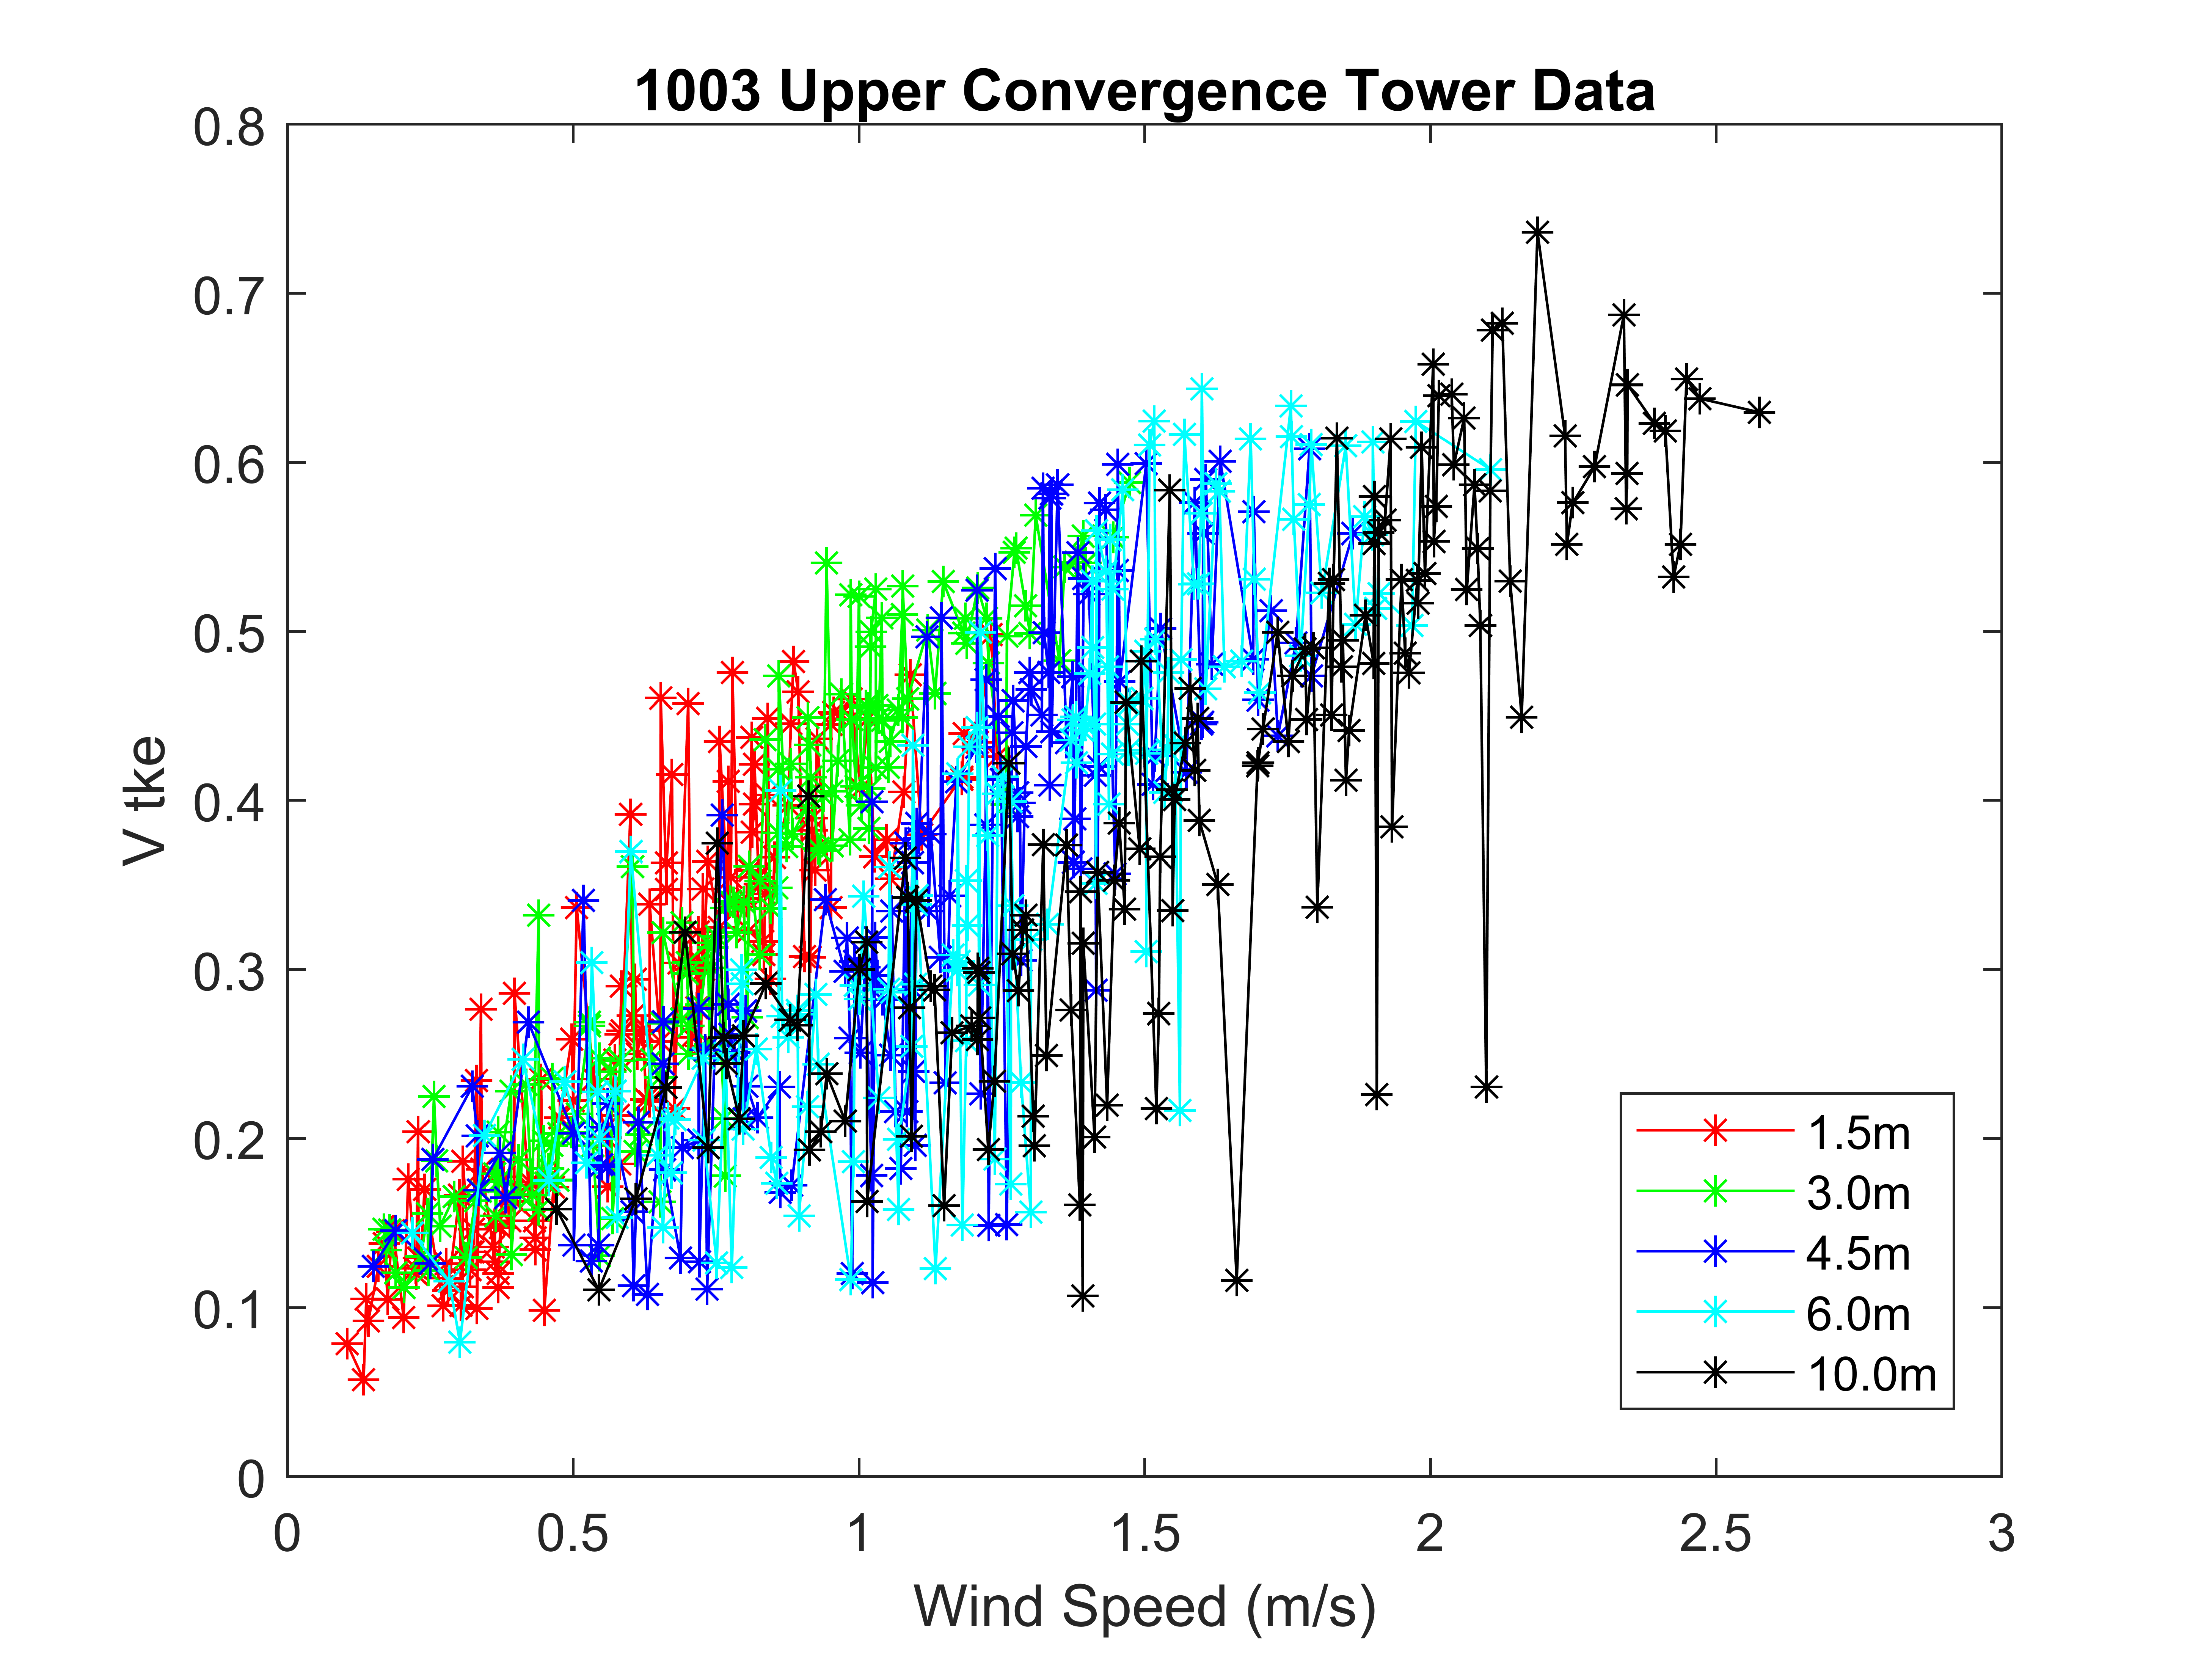 1003 Upper Convergence Tower Data
0.8
0.7
0.6
0.5
0.4
0.3
0.2
0.1
0
V tke
1.5m
3.0m
4.5m
6.0m
10.0m
0 0.5 1 1.5 2 2.5 3
Wind Speed (m/s)